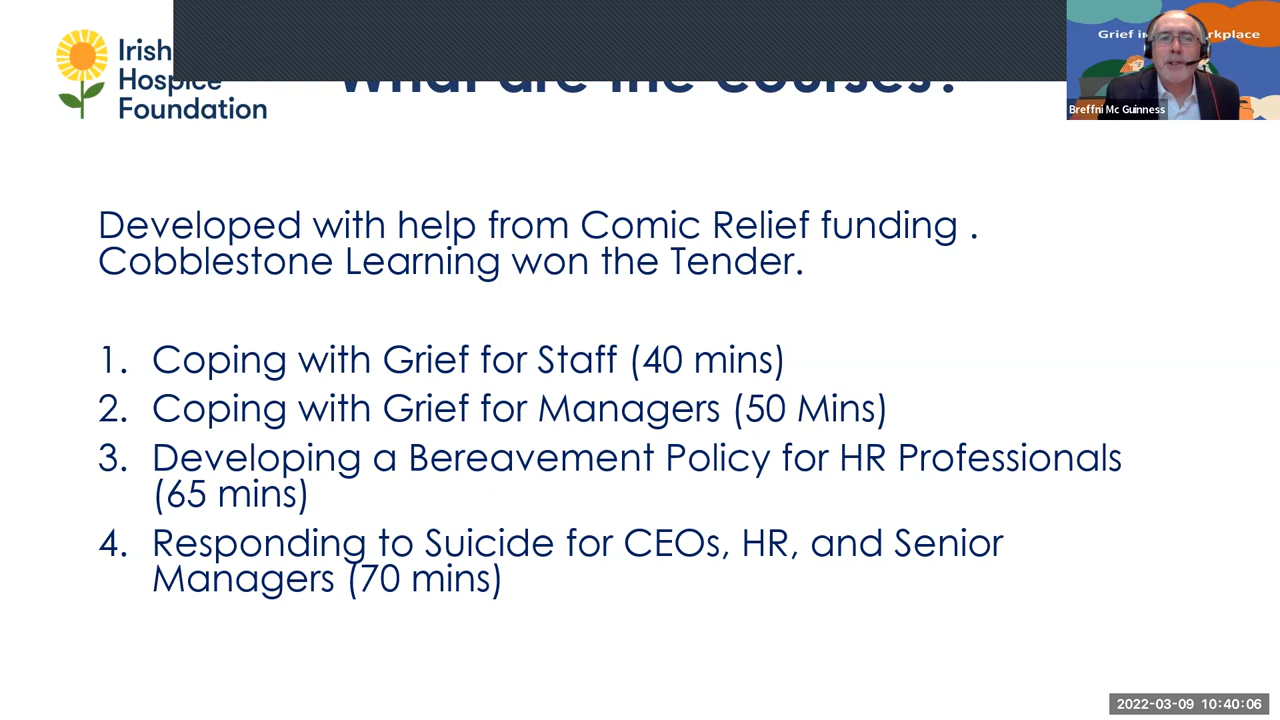 Irish
Hospice
Foundation
What are the courses?
Grief in
rkplace
Breffni Mc Guinness
Developed with help from Comic Relief funding .
Cobblestone Learning won the Tender.
1. Coping with Grief for Staff (40 mins)
2. Coping with Grief for Managers (50 Mins)
3. Developing a Bereavement Policy for HR Professionals
(65 mins)
4. Responding to Suicide for CEOs, HR, and Senior
Managers (70 mins)
2022-03-09 10:40:06